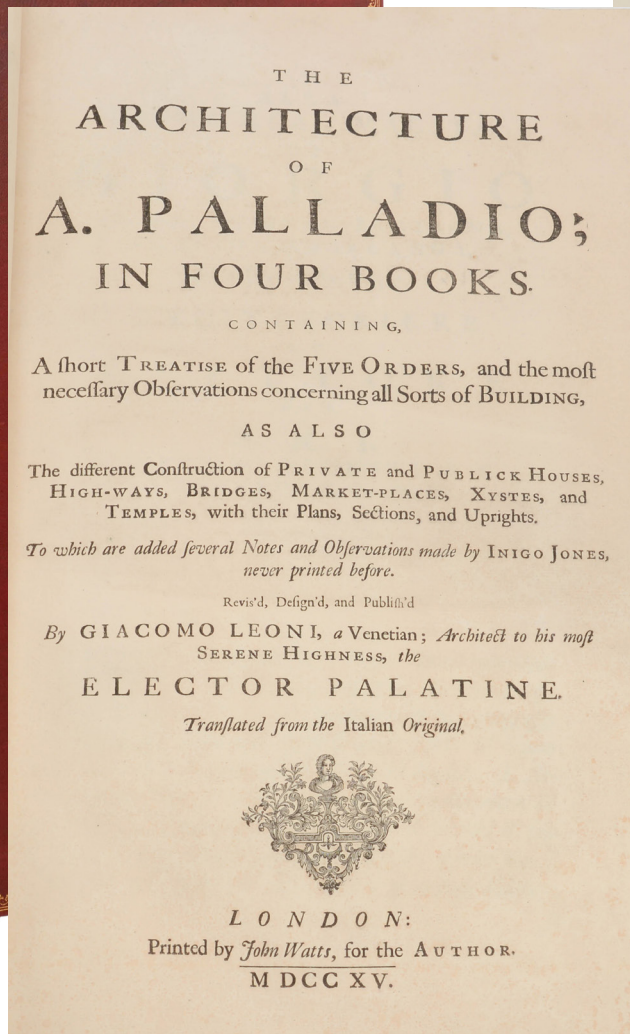 THE
ARCHITECTURE
OF
A. PALLADIO;
IN FOUR BOOKS.
CONTAINING,
A ſhort TREATISE of the FIVE ORDERS, and the moſt
neceſſary Obſervations concerning all Sorts of BUILDING,
AS ALSO
The different Conſtruction of PRIVATE and PUBLICK HOUSES,
HIGH-WAYS, BRIDGES, MARKET-PLACES, XYSTES, and
TEMPLES, with their Plans, Sections, and Uprights.
To which are added ſeveral Notes and Obſervations made by INIGO JONES,
never printed before.
Revis'd, Deſign'd, and Publiſh'd
By GIACOMO LEONI, a Venetian; Architect to his moſt
SERENE HIGHNESS, the
ELECTOR PALATINE.
Tranſlated from the Italian Original.
LONDON:
Printed by John Watts, for the AUTHOR.
MDCCXV.